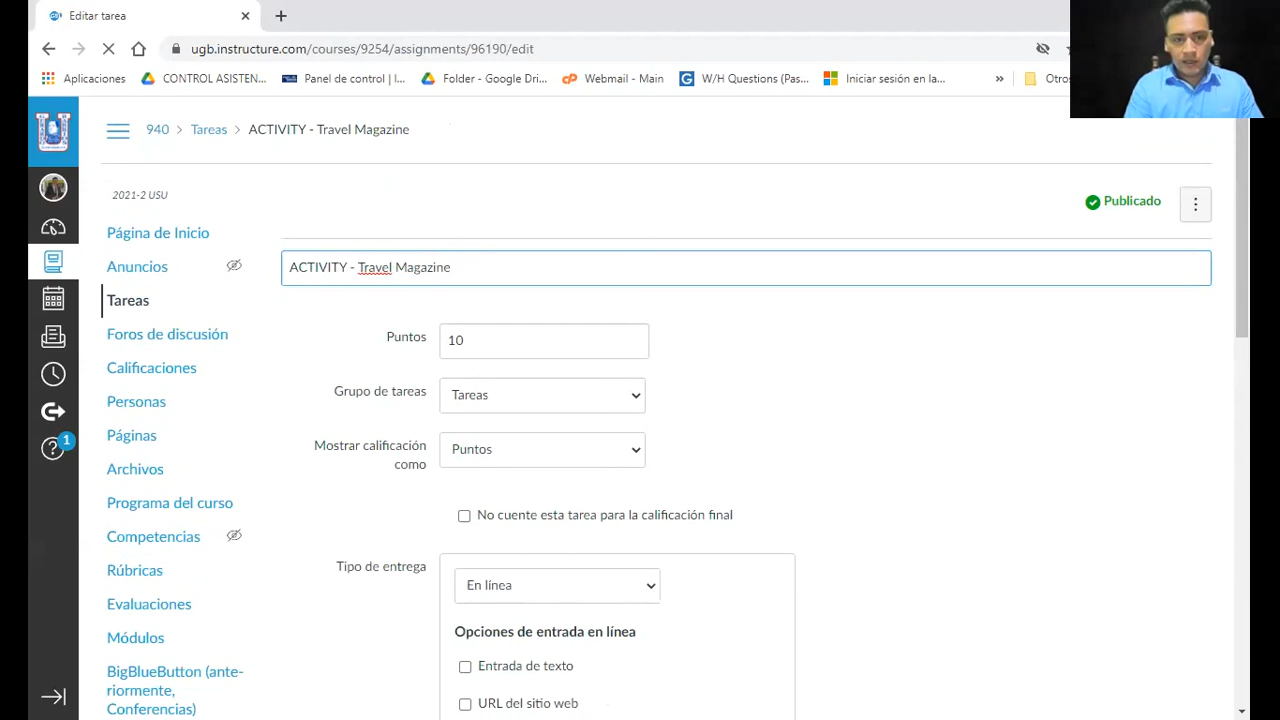 Editar tarea
ugb.instructure.com/courses/9254/assignments/96190/edit
Aplicaciones
CONTROL ASISTEN...
Panel de control | I...
Folder - Google Dri...
Webmail - Main
W/H Questions (Pas...
Iniciar sesión en la...
»
Otros
940 > Tareas > ACTIVITY - Travel Magazine
2021-2 USU
Publicado
Página de Inicio
Anuncios
Tareas
Foros de discusión
Calificaciones
Personas
Páginas
Archivos
Programa del curso
Competencias
Rúbricas
Evaluaciones
Módulos
BigBlueButton (ante-
riormente,
Conferencias)
1
ACTIVITY - Travel Magazine
Puntos
10
Grupo de tareas
Tareas
Mostrar calificación
como
Puntos
No cuente esta tarea para la calificación final
Tipo de entrega
En línea
Opciones de entrada en línea
Entrada de texto
URL del sitio web